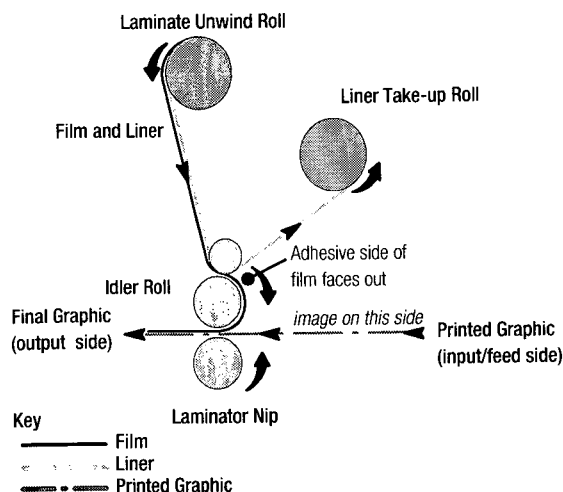 Laminate Unwind Roll
Liner Take-up Roll
Film and Liner
Adhesive side of
film faces out
Idler Roll
image on this side
Final Graphic
(output side)
Printed Graphic
(input/feed side)
Laminator Nip
Key
Film
Liner
Printed Graphic